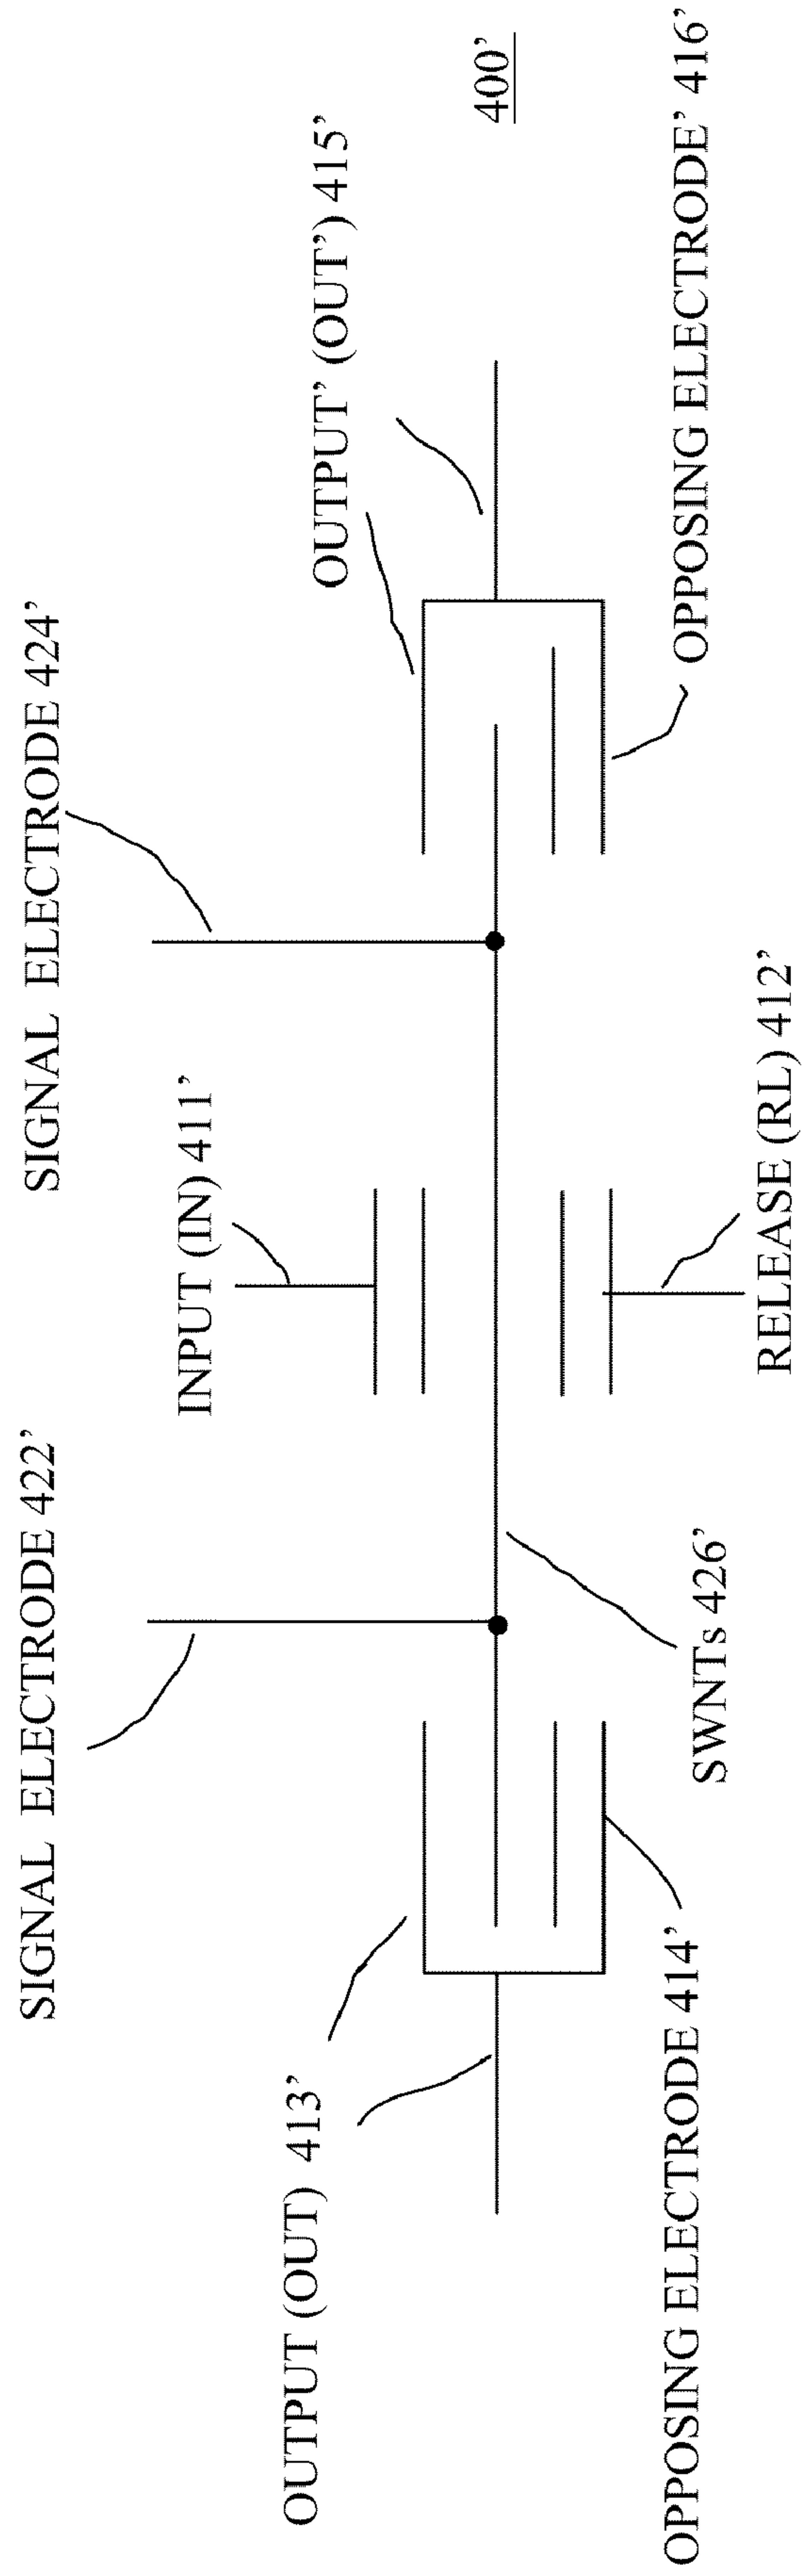 400’
SIGNAL ELECTRODE 422’
SIGNAL ELECTRODE 424’
INPUT (IN) 411’
OUTPUT (OUT) 413’
OUTPUT’ (OUT’) 415’
OPPOSING ELECTRODE 414’
SWNTs 426’
RELEASE (RL) 412’
OPPOSING ELECTRODE’ 416’